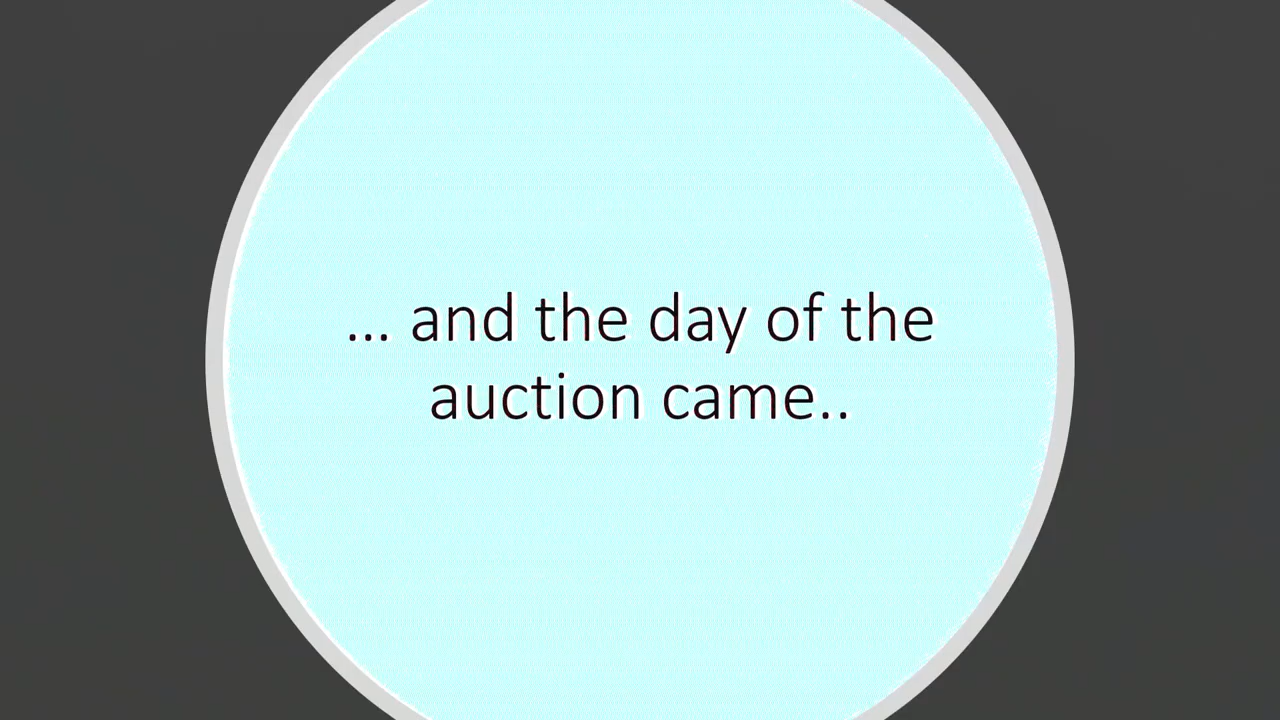 ... and the day of the
auction came..